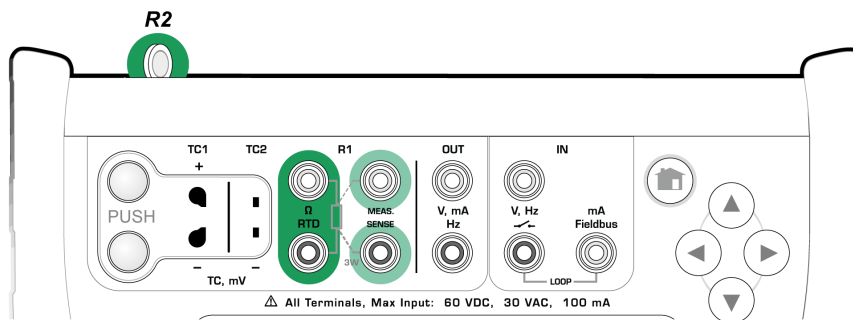 R2
TC1 TC2 R1 OUT IN
+
PUSH
Ω MEAS. V, mA V, Hz mA
RTD SENSE Hz Fieldbus
3W
− −
TC, mV
LOOP
⚠ All Terminals, Max Input: 60 VDC, 30 VAC, 100 mA